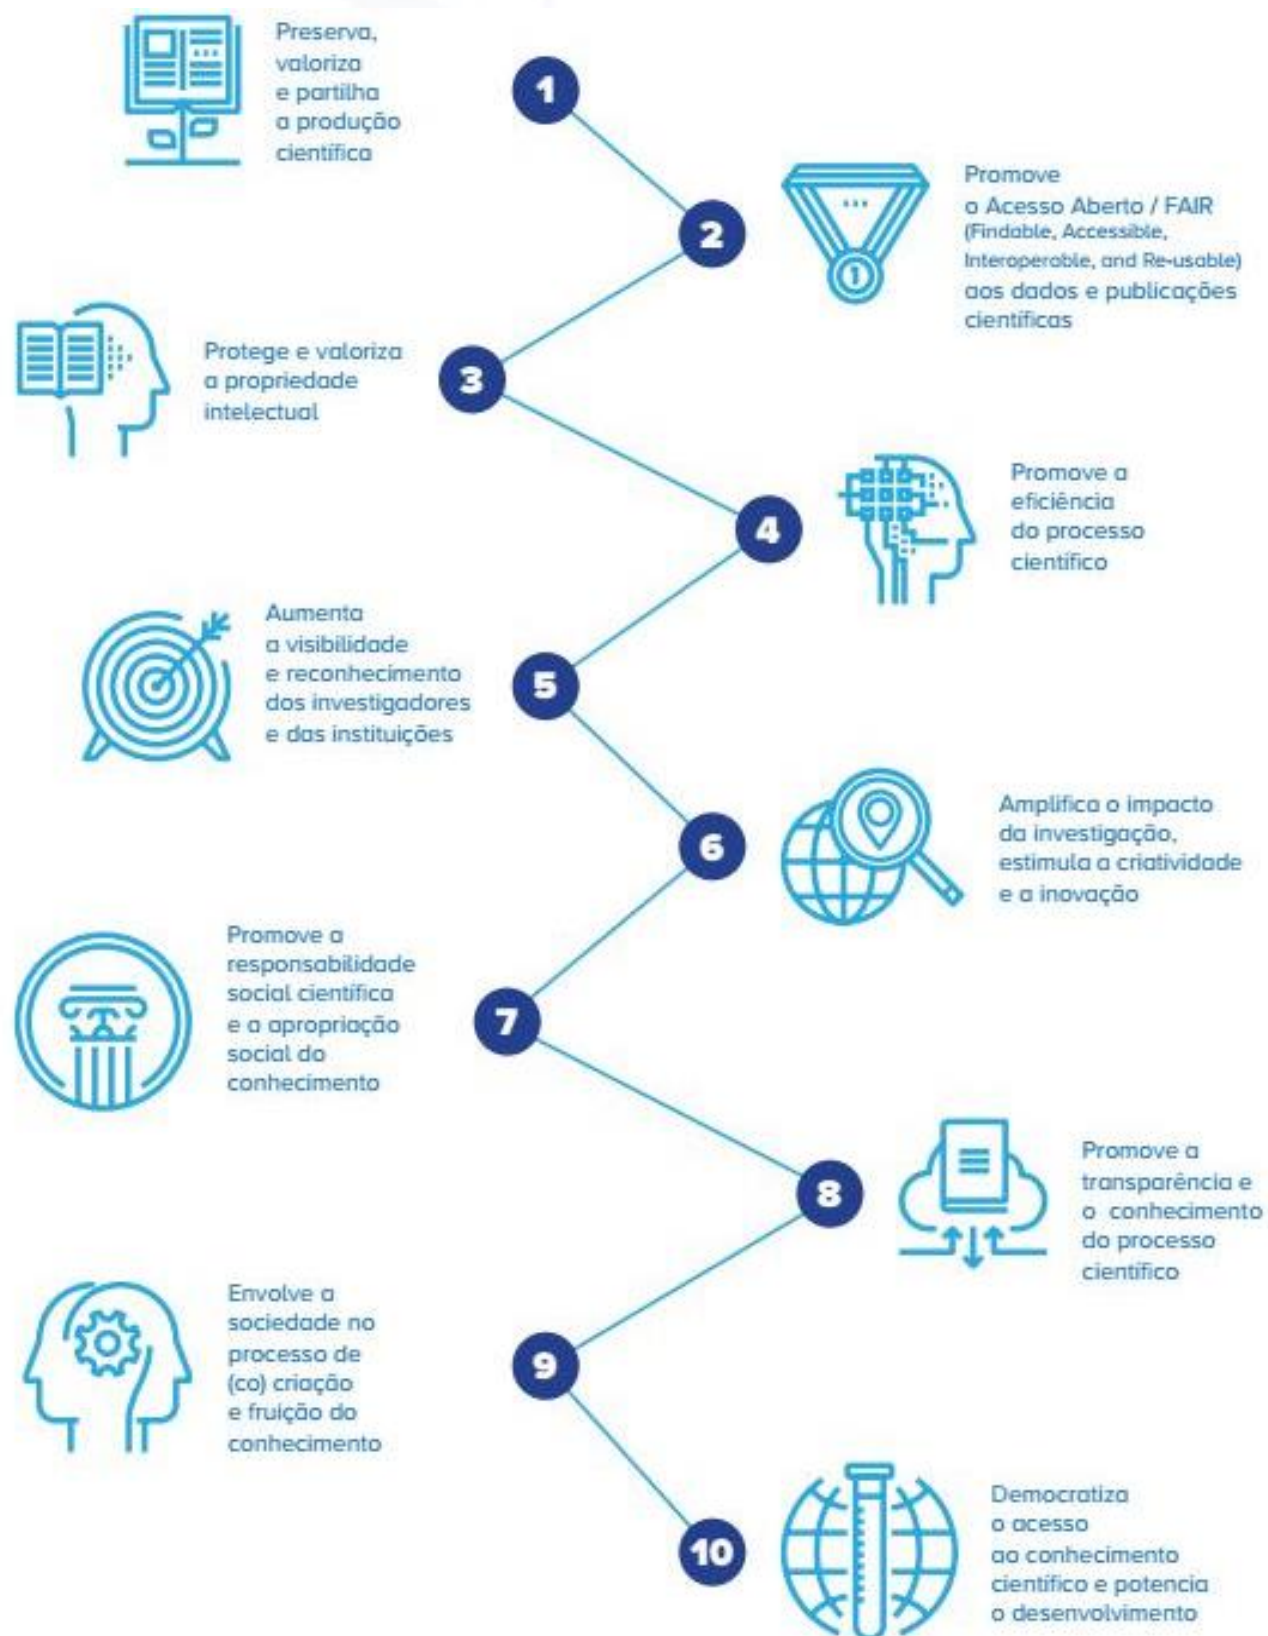 Preserva,
valoriza
e partilha
a produção
científica
1
2
Promove
o Acesso Aberto / FAIR
(Findable, Accessible,
Interoperable, and Re-usable)
aos dados e publicações
científicas
Protege e valoriza
a propriedade
intelectual
3
4
Promove a
eficiência
do processo
científico
Aumenta
a visibilidade
e reconhecimento
dos investigadores
e das instituições
5
6
Amplifica o impacto
da investigação,
estimula a criatividade
e a inovação
Promove a
responsabilidade
social científica
e a apropriação
social do
conhecimento
7
8
Promove a
transparência e
o conhecimento
do processo
científico
Envolve a
sociedade no
processo de
(co) criação
e fruição do
conhecimento
9
10
Democratiza
o acesso
ao conhecimento
científico e potencia
o desenvolvimento
1